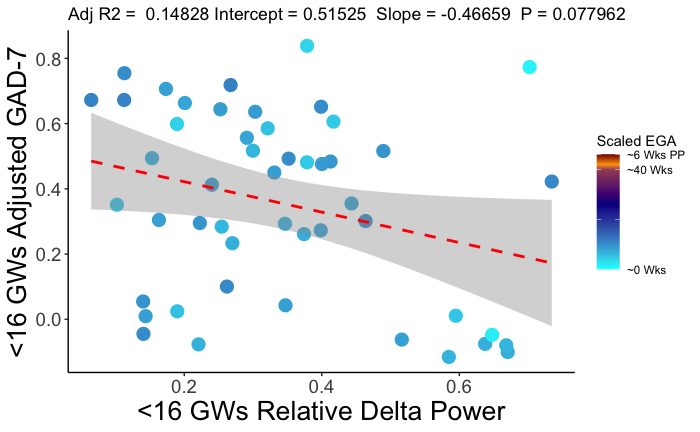 Adj R2 =  0.14828 Intercept = 0.51525  Slope = -0.46659  P = 0.077962
<16 GWs Adjusted GAD-7
0.8
0.6
0.4
0.2
0.0
0.2
0.4
0.6
<16 GWs Relative Delta Power
Scaled EGA
~6 Wks PP
~40 Wks
~0 Wks